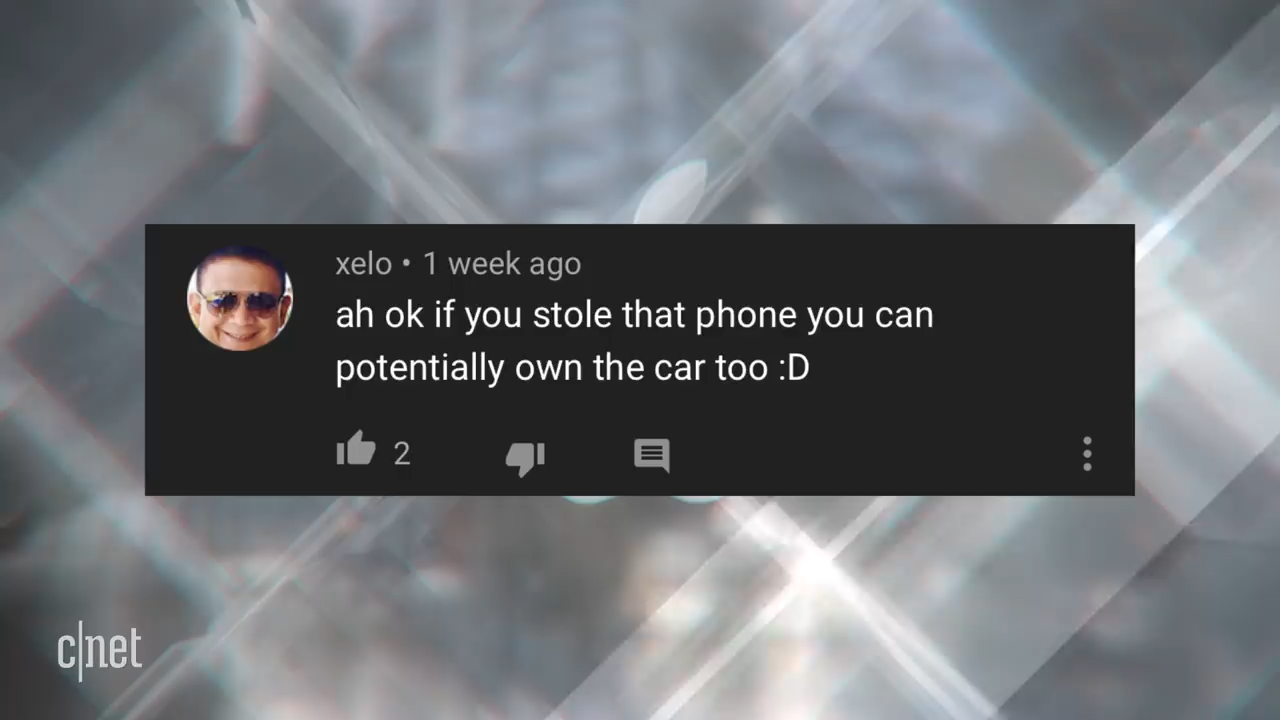 xelo • 1 week ago
ah ok if you stole that phone you can
potentially own the car too :D
2
c|net